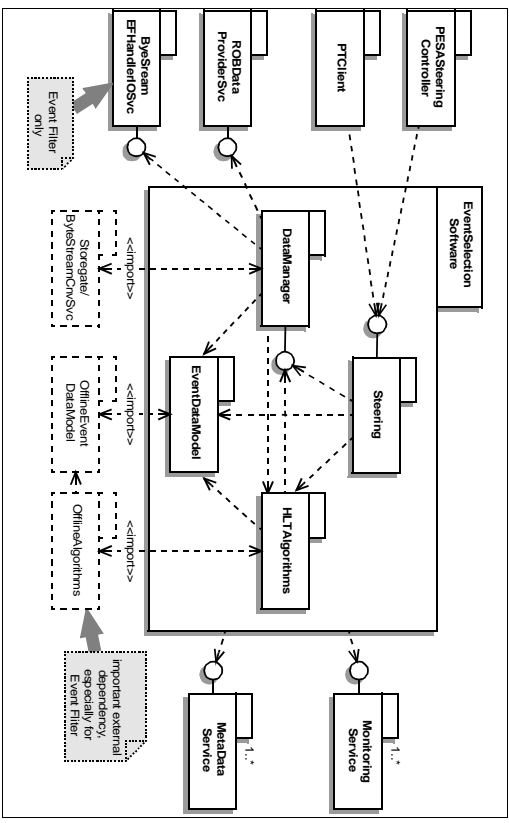 EventSelection
Software
PESASteering
Controller
PTClient
ROBData
ProviderSvc
ByeSream
EFHandlerIOSvc
Event Filter
only
Steering
DataManager
HLTAlgorithms
EventDataModel
Monitoring
Service
1..*
MetaData
Service
1..*
<<import>>
<<import>>
<<import>>
Storegate/
ByteStreamCnvSvc
OfflineEvent
DataModel
OfflineAlgorithms
important external
dependency,
especially for
Event Filter